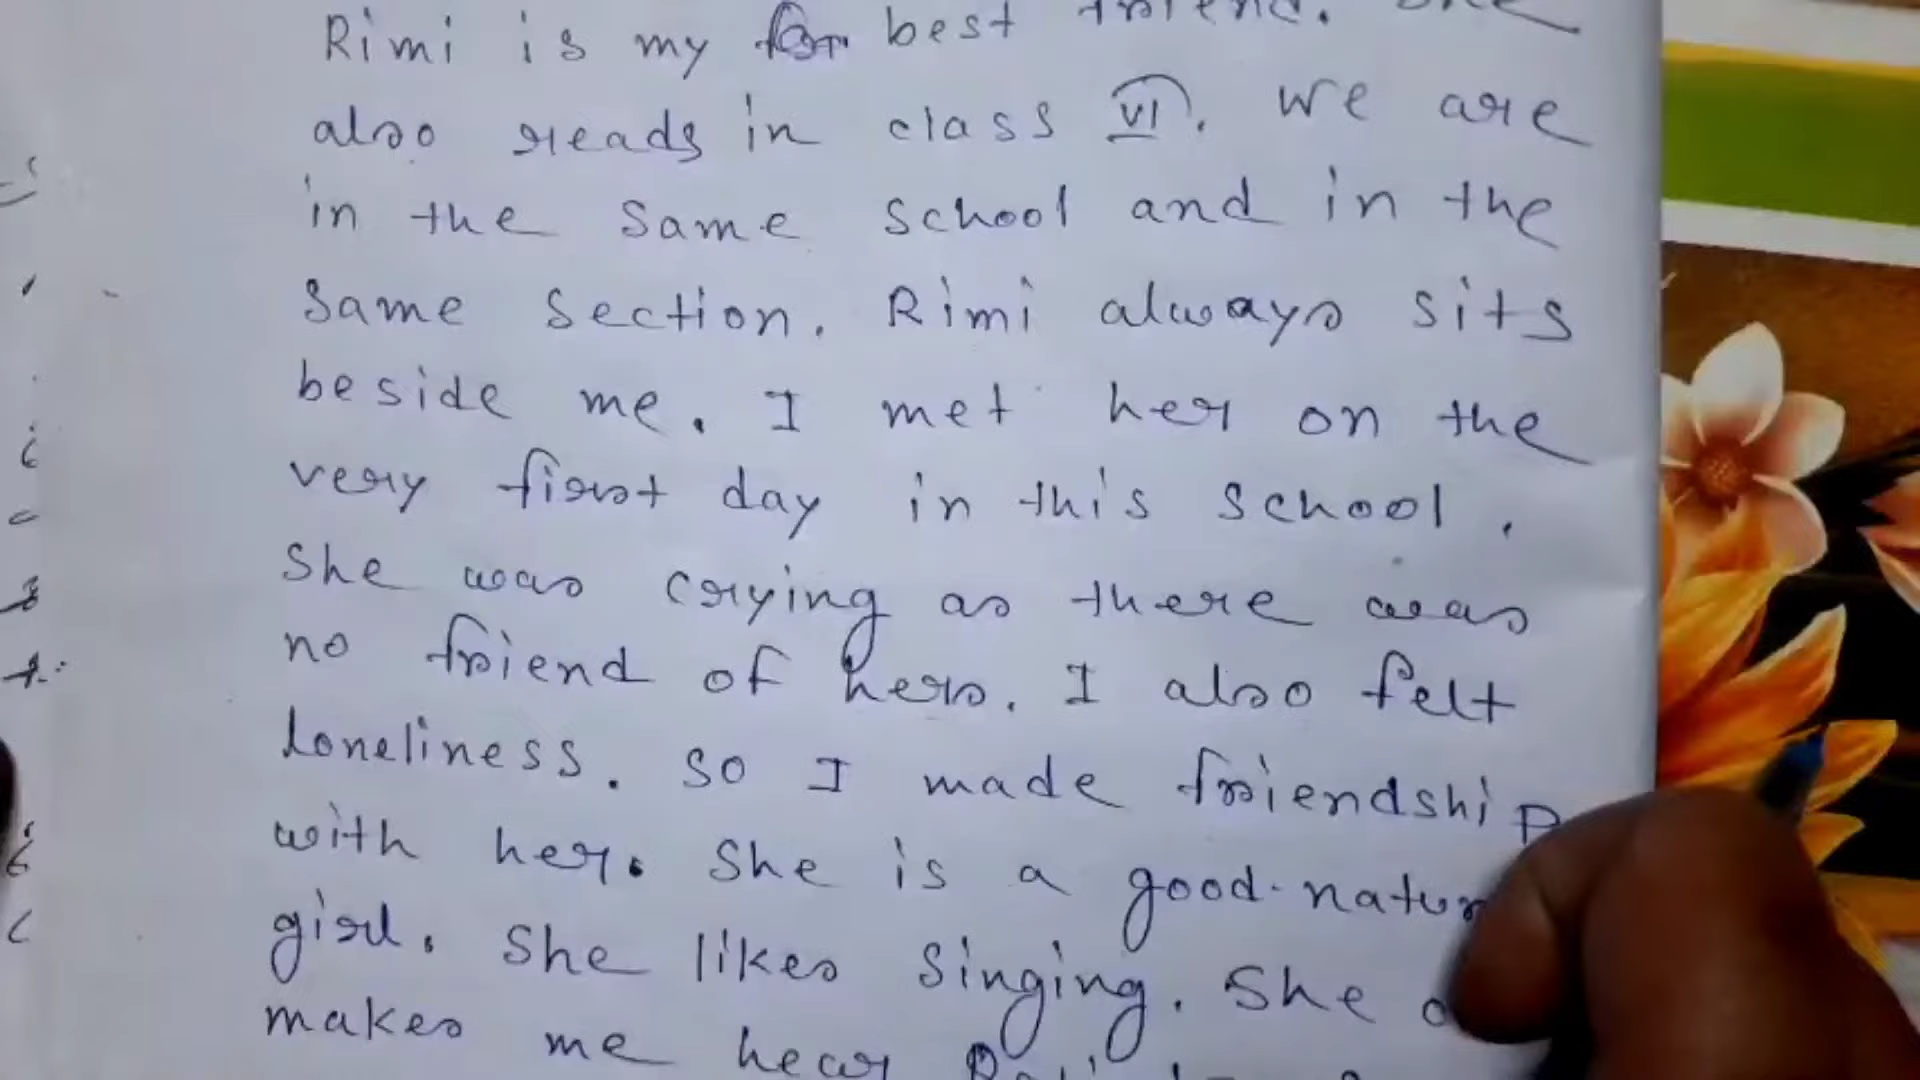 Rimi is my best friend. She
also reads in class VI. We are
in the same school and in the
same section. Rimi always sits
beside me. I met her on the
very first day in this school.
She was crying as there was
no friend of hers. I also felt
loneliness. So I made friendship
with her. She is a good-natur
girl. She likes singing. She
makes me hear